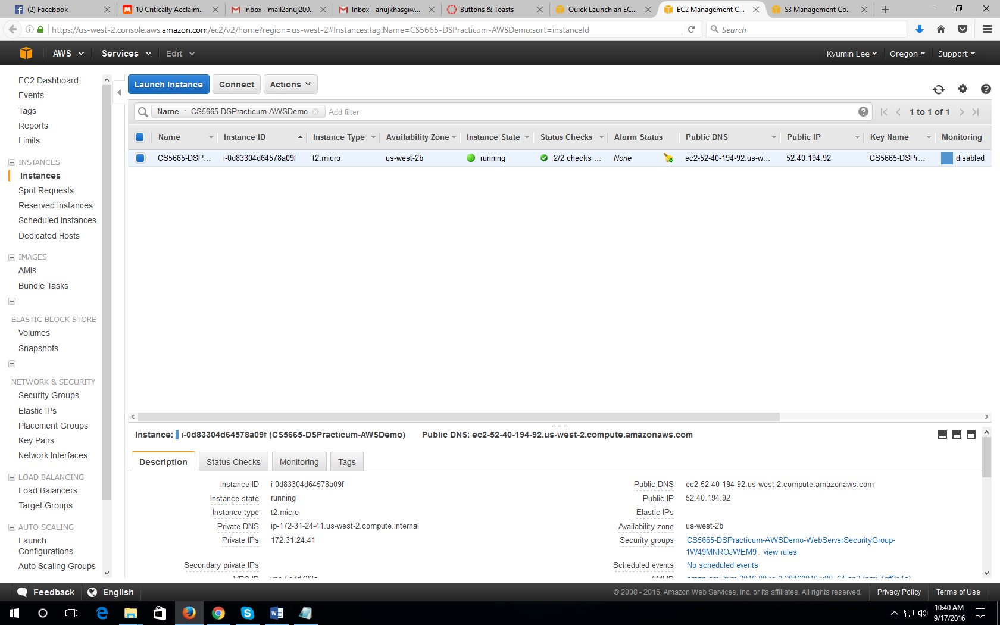 (2) Facebook
10 Critically Acclaim...
Inbox - mail2anuj200...
Inbox - anujkhasgiw...
Buttons & Toasts
Quick Launch an EC...
EC2 Management C...
S3 Management Co...
https://us-west-2.console.aws.amazon.com/ec2/v2/home?region=us-west-2#Instances:tag:Name=CS5665-DSPracticum-AWSDemo;sort=instanceId
Search
AWS Services Edit
Kyumin Lee Oregon Support
EC2 Dashboard
Events
Tags
Reports
Limits
INSTANCES
Instances
Spot Requests
Reserved Instances
Scheduled Instances
Dedicated Hosts
IMAGES
AMIs
Bundle Tasks
ELASTIC BLOCK STORE
Volumes
Snapshots
NETWORK & SECURITY
Security Groups
Elastic IPs
Placement Groups
Key Pairs
Network Interfaces
LOAD BALANCING
Load Balancers
Target Groups
AUTO SCALING
Launch
Configurations
Auto Scaling Groups
Launch Instance Connect Actions
Name : CS5665-DSPracticum-AWSDemo Add filter
1 to 1 of 1
Name Instance ID Instance Type Availability Zone Instance State Status Checks Alarm Status Public DNS Public IP Key Name Monitoring
CS5665-DSP... i-0d83304d64578a09f t2.micro us-west-2b running 2/2 checks ... None ec2-52-40-194-92.us-w... 52.40.194.92 CS5665-DSPr... disabled
Instance: i-0d83304d64578a09f (CS5665-DSPracticum-AWSDemo) Public DNS: ec2-52-40-194-92.us-west-2.compute.amazonaws.com
Description Status Checks Monitoring Tags
Instance ID i-0d83304d64578a09f
Instance state running
Instance type t2.micro
Private DNS ip-172-31-24-41.us-west-2.compute.internal
Private IPs 172.31.24.41
Secondary private IPs
Public DNS ec2-52-40-194-92.us-west-2.compute.amazonaws.com
Public IP 52.40.194.92
Elastic IPs
Availability zone us-west-2b
Security groups CS5665-DSPracticum-AWSDemo-WebServerSecurityGroup-
1W49MNROJWEM9. view rules
Scheduled events No scheduled events
Feedback English
© 2008 - 2016, Amazon Web Services, Inc. or its affiliates. All rights reserved. Privacy Policy Terms of Use
10:40 AM
9/17/2016